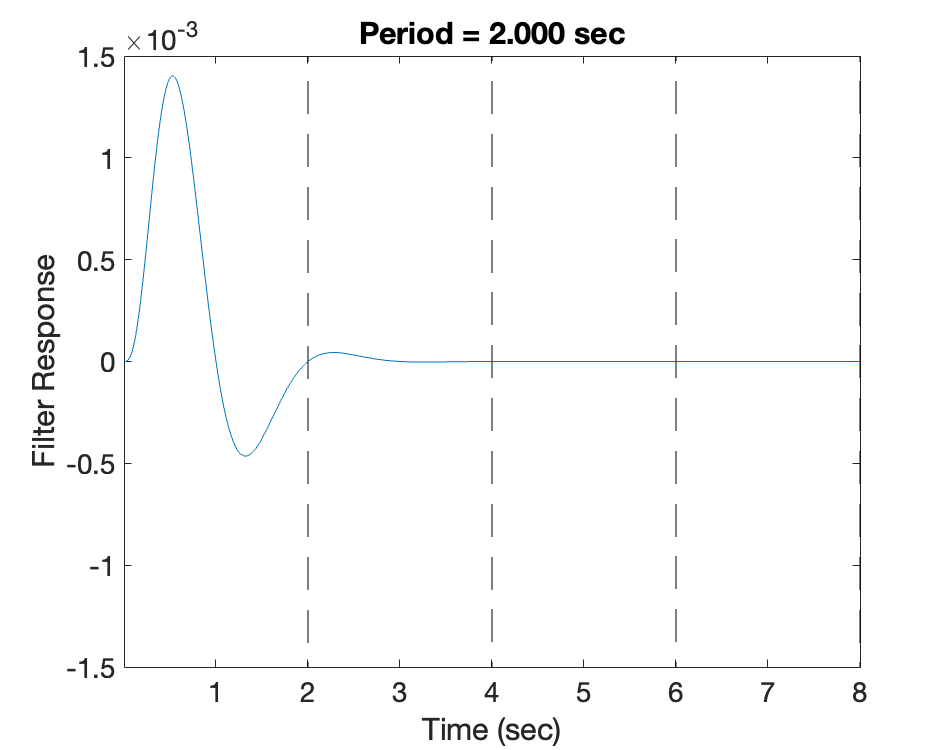 Period = 2.000 sec
×10-3
1.5
1
0.5
0
-0.5
-1
-1.5
Filter Response
1 2 3 4 5 6 7 8
Time (sec)